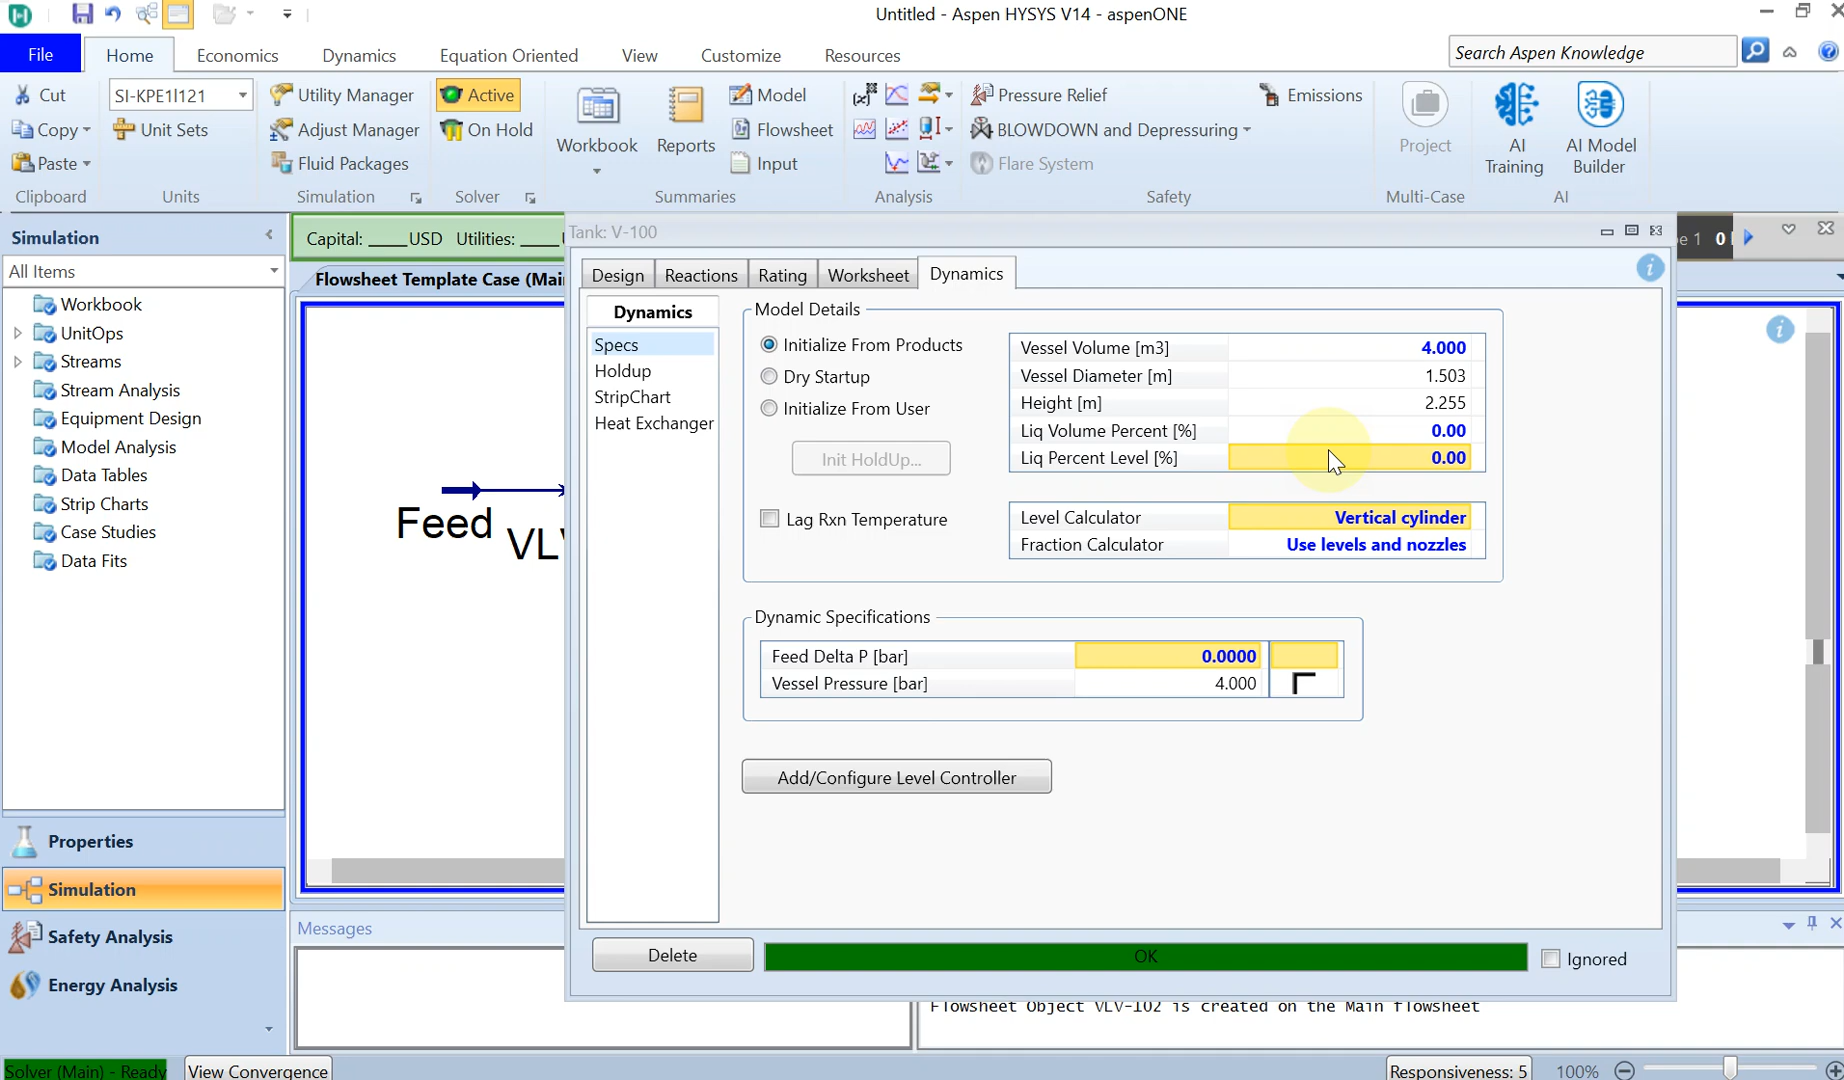 Untitled - Aspen HYSYS V14 - aspenONE
File Home Economics Dynamics Equation Oriented View Customize Resources Search Aspen Knowledge
Cut SI-KPE1I121 Utility Manager Active Model Pressure Relief Emissions
Copy Unit Sets Adjust Manager On Hold Workbook Reports Flowsheet BLOWDOWN and Depressuring Project AI Training AI Model Builder
Paste Fluid Packages Input Flare System
Clipboard Units Simulation Solver Summaries Analysis Safety Multi-Case AI
Simulation
All Items
Workbook
UnitOps
Streams
Stream Analysis
Equipment Design
Model Analysis
Data Tables
Strip Charts
Case Studies
Data Fits
Properties
Simulation
Safety Analysis
Energy Analysis
Capital: ____USD Utilities: ____
Flowsheet Template Case (Mai
Feed
VLV
Messages
Tank: V-100
Design Reactions Rating Worksheet Dynamics
Dynamics
Specs
Holdup
StripChart
Heat Exchanger
Model Details
Initialize From Products
Dry Startup
Initialize From User
Init HoldUp...
Lag Rxn Temperature
Vessel Volume [m3] 4.000
Vessel Diameter [m] 1.503
Height [m] 2.255
Liq Volume Percent [%] 0.00
Liq Percent Level [%] 0.00
Level Calculator Vertical cylinder
Fraction Calculator Use levels and nozzles
Dynamic Specifications
Feed Delta P [bar] 0.0000
Vessel Pressure [bar] 4.000
Add/Configure Level Controller
Delete OK Ignored
e 1 0
Flowsheet Object VLV-102 is created on the Main flowsheet
Solver (Main) - Ready View Convergence Responsiveness: 5 100%